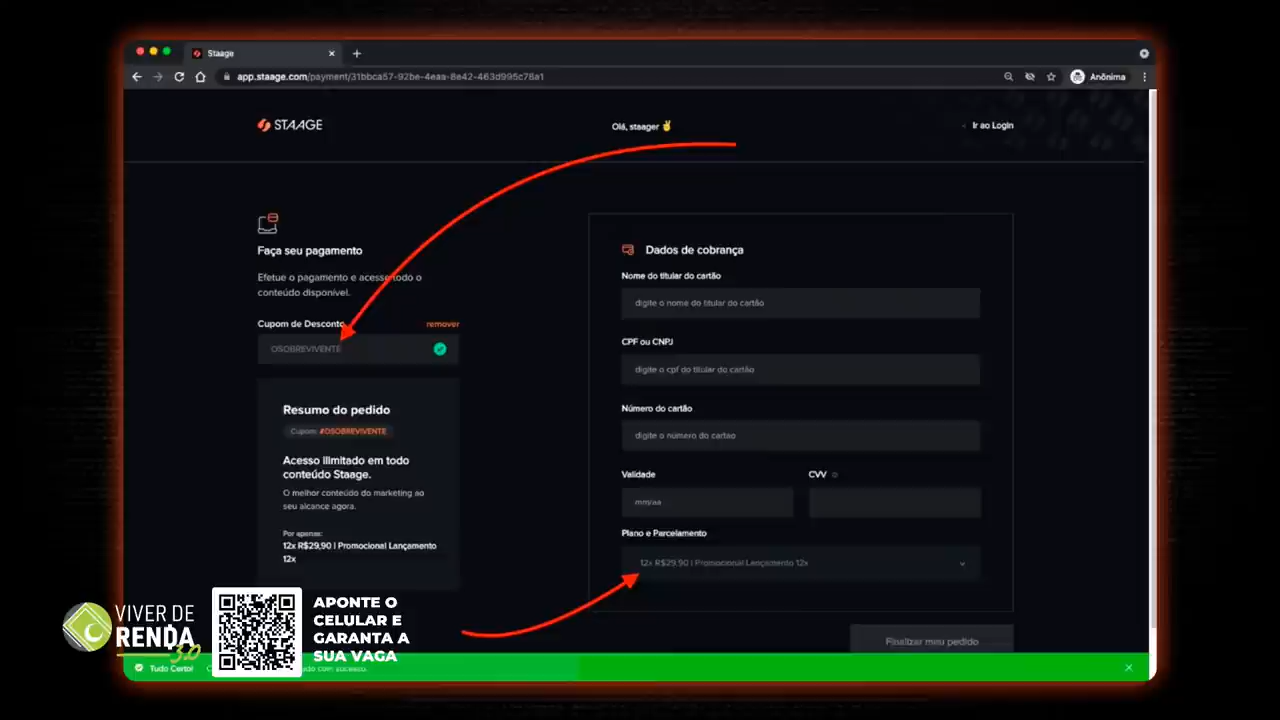 Staage
app.staage.com/payment/31bbca57-92be-4eaa-8e42-463d995c78a1
Anônima
STAAGE
Olá, staager
Ir ao Login
Faça seu pagamento
Efetue o pagamento e acesse todo o
conteúdo disponível.
Cupom de Desconto
remover
OSOBREVIVENTE
Resumo do pedido
Cupom: #OSOBREVIVENTE
Acesso ilimitado em todo
conteúdo Staage.
O melhor conteúdo do marketing ao
seu alcance agora.
Por apenas:
12x R$29,90 | Promocional Lançamento
12x
Dados de cobrança
Nome do titular do cartão
digite o nome do titular do cartão
CPF ou CNPJ
digite o cpf do titular do cartão
Número do cartão
digite o número do cartao
Validade
CVV
mm/aa
Plano e Parcelamento
12x R$29,90 | Promocional Lançamento 12x
Finalizar meu pedido
VIVER DE
RENDA
3.0
APONTE O
CELULAR E
GARANTA A
SUA VAGA
Tudo Certo!
com sucesso.